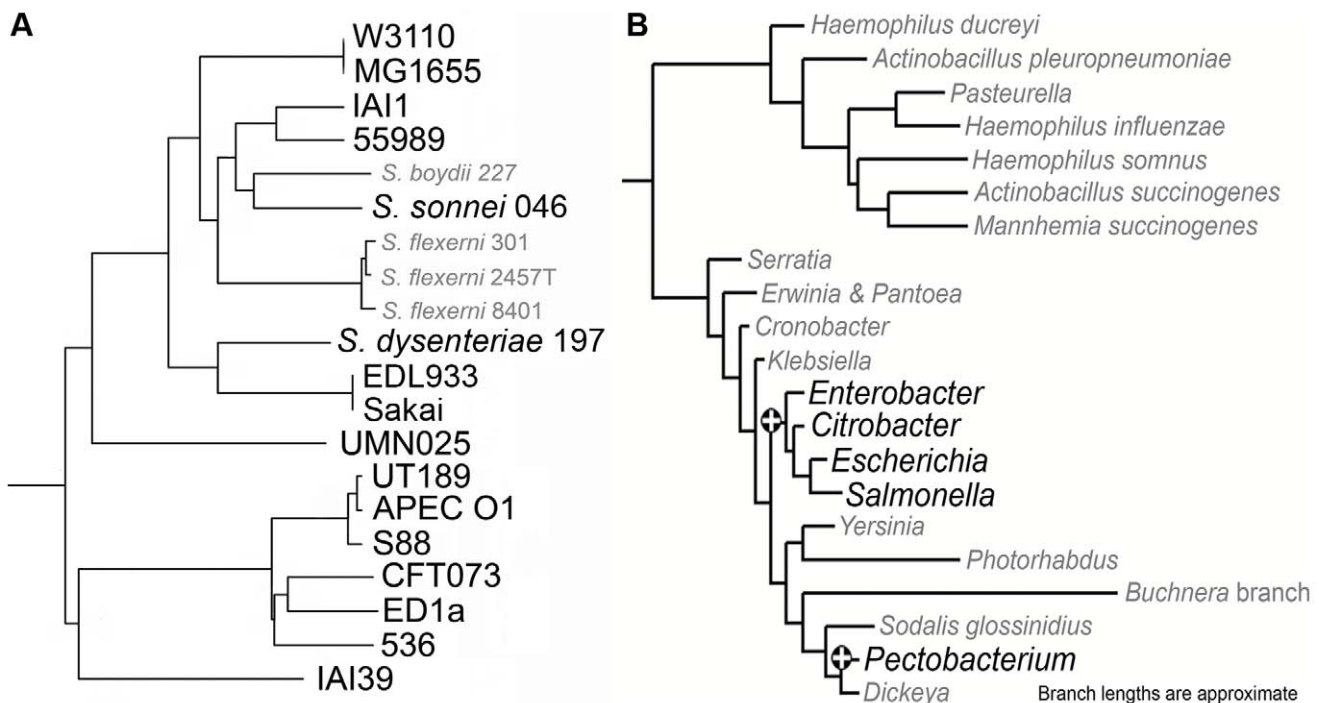 A
W3110
MG1655
IAI1
55989
S. boydii 227
S. sonnei 046
S. flexerni 301
S. flexerni 2457T
S. flexerni 8401
S. dysenteriae 197
EDL933
Sakai
UMN025
UT189
APEC O1
S88
CFT073
ED1a
536
IAI39
B
Haemophilus ducreyi
Actinobacillus pleuropneumoniae
Pasteurella
Haemophilus influenzae
Haemophilus somnus
Actinobacillus succinogenes
Mannhemia succinogenes
Serratia
Erwinia & Pantoea
Cronobacter
Klebsiella
Enterobacter
Citrobacter
Escherichia
Salmonella
Yersinia
Photorhabdus
Buchnera branch
Sodalis glossinidius
Pectobacterium
Dickeya
Branch lengths are approximate